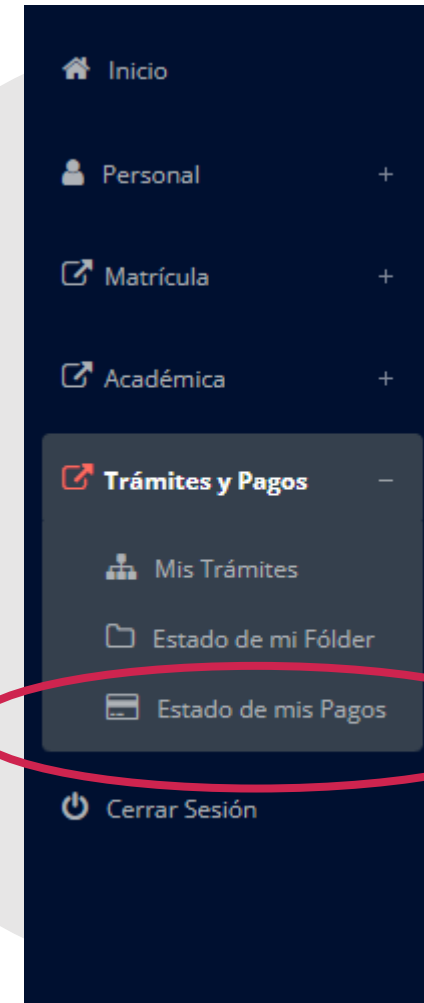 Inicio
Personal +
Matrícula +
Académica +
Trámites y Pagos −
Mis Trámites
Estado de mi Fólder
Estado de mis Pagos
Cerrar Sesión